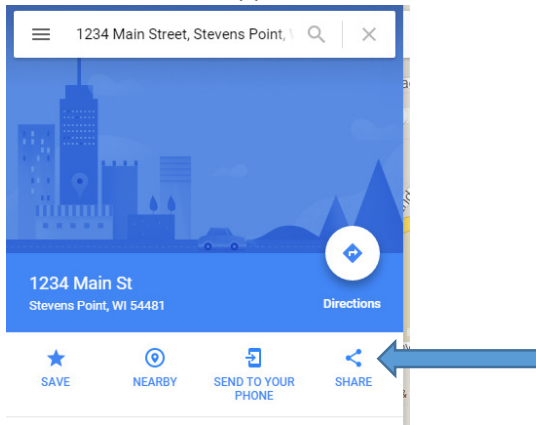 1234 Main Street, Stevens Point,
1234 Main St
Stevens Point, WI 54481
Directions
SAVE
NEARBY
SEND TO YOUR
PHONE
SHARE